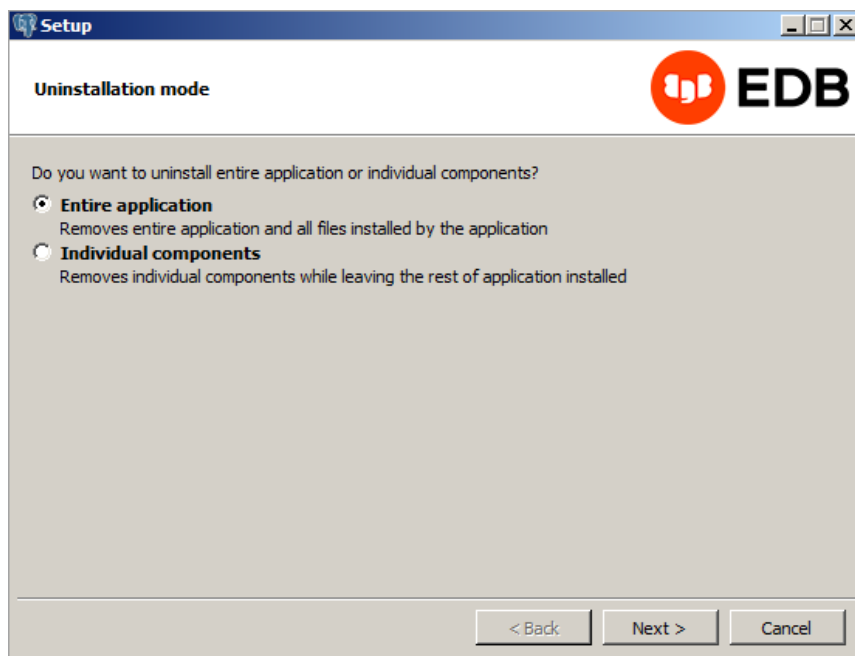 Setup
Uninstallation mode
EDB
Do you want to uninstall entire application or individual components?
Entire application
Removes entire application and all files installed by the application
Individual components
Removes individual components while leaving the rest of application installed
< Back
Next >
Cancel